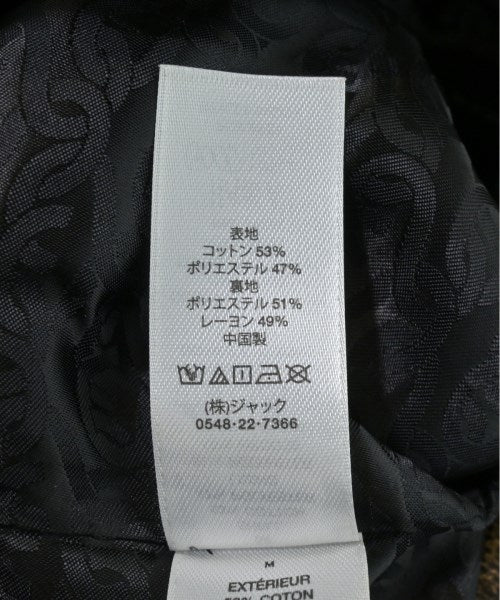 表地
コットン 53%
ポリエステル 47%
裏地
ポリエステル 51%
レーヨン 49%
中国製
(株)ジャック
0548・22・7366
M
EXTÉRIEUR
53% COTON